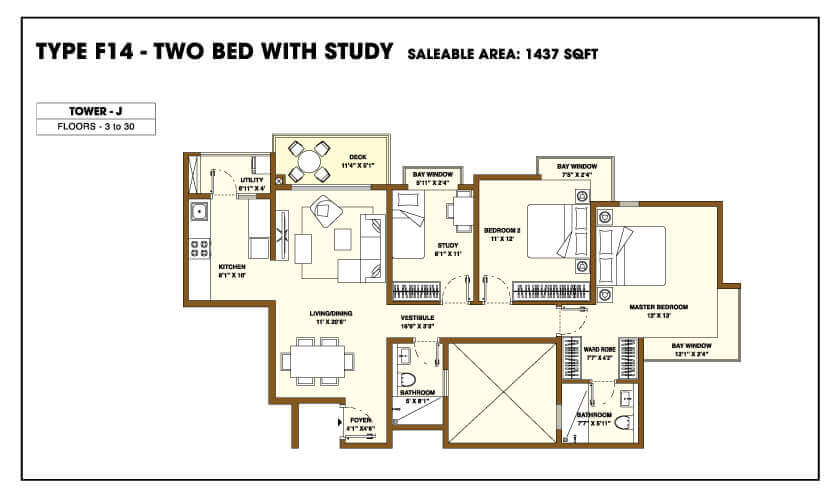 TYPE F14 - TWO BED WITH STUDY SALEABLE AREA: 1437 SQFT
TOWER - J
FLOORS - 3 to 30
DECK
11'4" X 5'1"
UTILITY
6'11" X 4'
BAY WINDOW
5'11" X 2'4"
BAY WINDOW
7'5" X 2'4"
KITCHEN
8'1" X 10'
STUDY
8'1" X 11'
BEDROOM 2
11' X 12'
MASTER BEDROOM
12' X 13'
LIVING/DINING
11' X 20'6"
VESTIBULE
16'9" X 3'3"
BAY WINDOW
12'1" X 2'4"
WARD ROBE
7'7" X 4'2"
BATHROOM
5' X 8'1"
FOYER
4'1" X4'6"
BATHROOM
7'7" X 5'11"